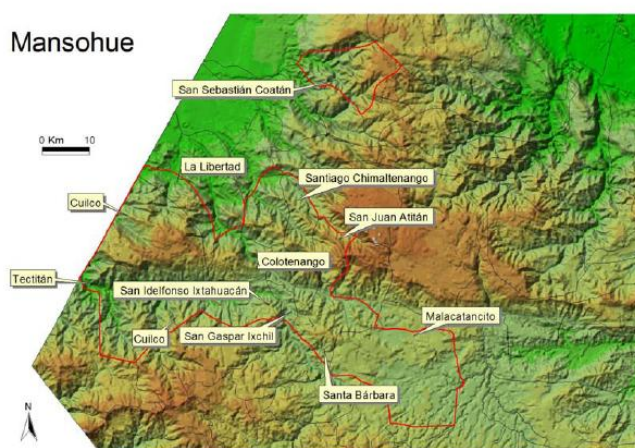 Mansohue
San Sebastián Coatán
0 Km 10
La Libertad
Santiago Chimaltenango
Cuilco
San Juan Atitán
Colotenango
Tectitán
San Idelfonso Ixtahuacán
Malacatancito
Cuilco
San Gaspar Ixchil
Santa Bárbara
N